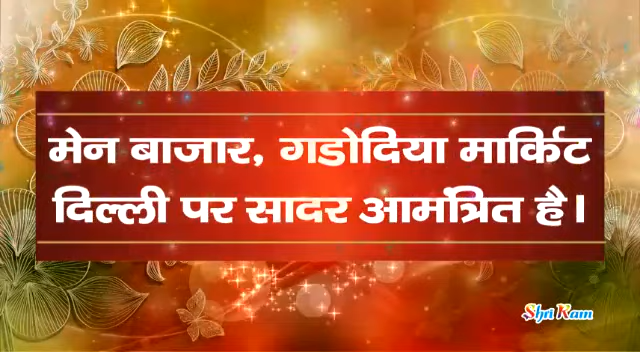 मेन बाजार, गडोदिया मार्किट
दिल्ली पर सादर आमंत्रित है।
Shri Ram